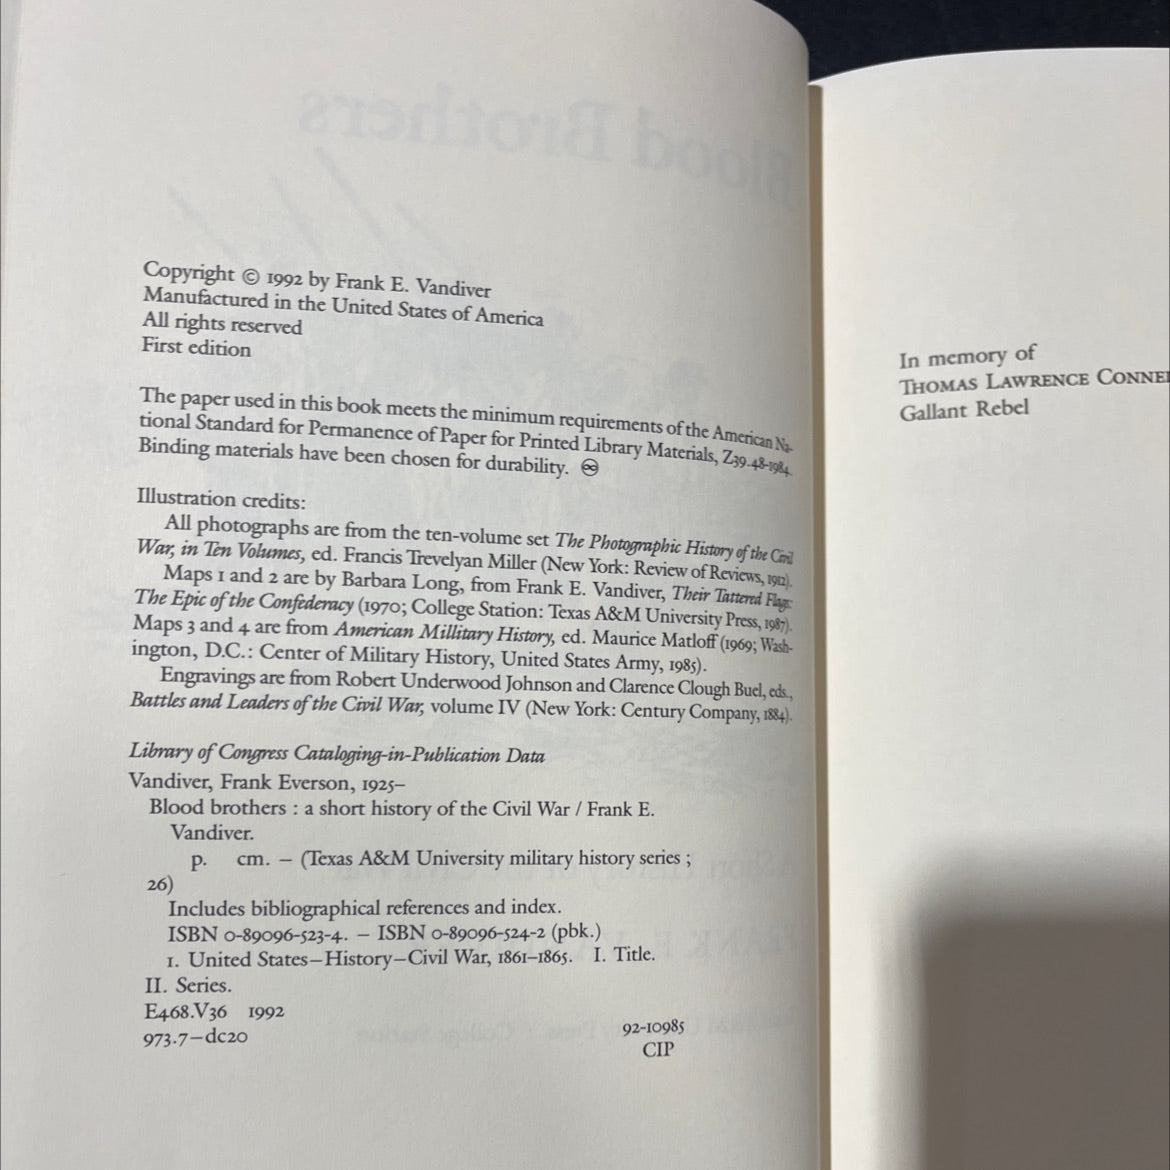 Copyright © 1992 by Frank E. Vandiver
Manufactured in the United States of America
All rights reserved
First edition
The paper used in this book meets the minimum requirements of the American Na-
tional Standard for Permanence of Paper for Printed Library Materials, Z39.48-1984.
Binding materials have been chosen for durability. ♾
Illustration credits:
All photographs are from the ten-volume set The Photographic History of the Civil
War, in Ten Volumes, ed. Francis Trevelyan Miller (New York: Review of Reviews, 1912).
Maps 1 and 2 are by Barbara Long, from Frank E. Vandiver, Their Tattered Flags:
The Epic of the Confederacy (1970; College Station: Texas A&M University Press, 1987).
Maps 3 and 4 are from American Millitary History, ed. Maurice Matloff (1969; Wash-
ington, D.C.: Center of Military History, United States Army, 1985).
Engravings are from Robert Underwood Johnson and Clarence Clough Buel, eds.,
Battles and Leaders of the Civil War, volume IV (New York: Century Company, 1884).
Library of Congress Cataloging-in-Publication Data
Vandiver, Frank Everson, 1925–
Blood brothers : a short history of the Civil War / Frank E.
Vandiver.
p. cm. – (Texas A&M University military history series ;
26)
Includes bibliographical references and index.
ISBN 0-89096-523-4. – ISBN 0-89096-524-2 (pbk.)
1. United States–History–Civil War, 1861–1865. I. Title.
II. Series.
E468.V36 1992
973.7–dc20
92-10985
CIP
In memory of
THOMAS LAWRENCE CONNE
Gallant Rebel